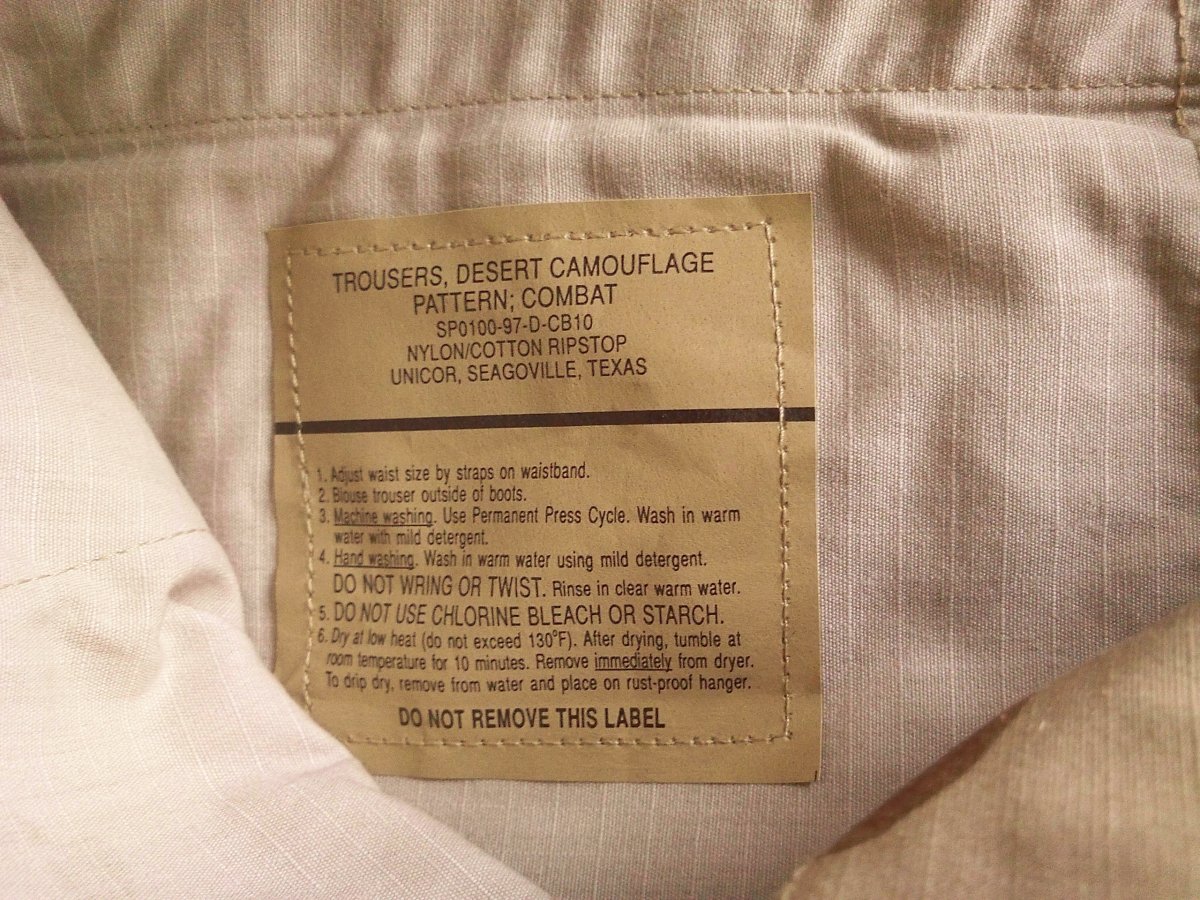 TROUSERS, DESERT CAMOUFLAGE
PATTERN; COMBAT
SP0100-97-D-CB10
NYLON/COTTON RIPSTOP
UNICOR, SEAGOVILLE, TEXAS
1. Adjust waist size by straps on waistband.
2. Blouse trouser outside of boots.
3. Machine washing. Use Permanent Press Cycle. Wash in warm
water with mild detergent.
4. Hand washing. Wash in warm water using mild detergent.
DO NOT WRING OR TWIST. Rinse in clear warm water.
5. DO NOT USE CHLORINE BLEACH OR STARCH.
6. Dry at low heat (do not exceed 130°F). After drying, tumble at
room temperature for 10 minutes. Remove immediately from dryer.
To drip dry, remove from water and place on rust-proof hanger.
DO NOT REMOVE THIS LABEL